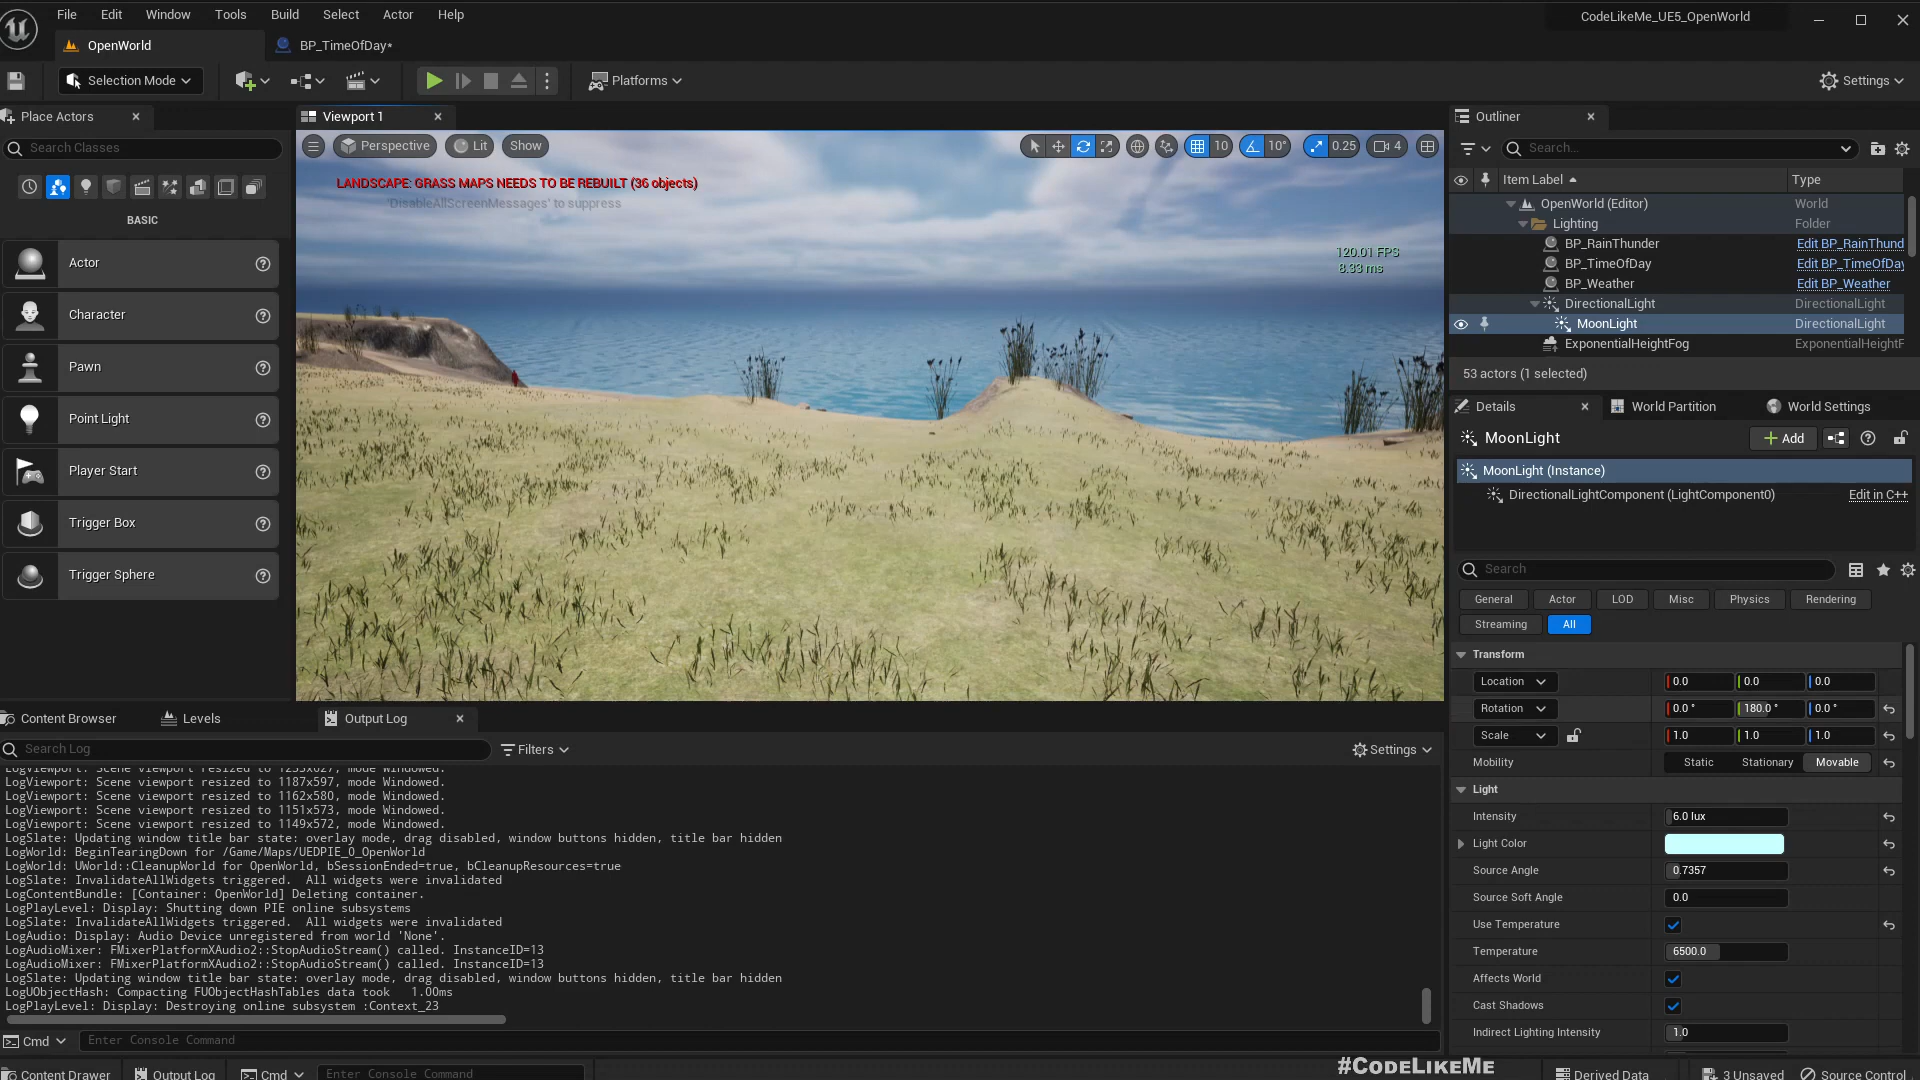 File Edit Window Tools Build Select Actor Help
CodeLikeMe_UE5_OpenWorld
OpenWorld
BP_TimeOfDay*
Selection Mode
Platforms
Settings
Place Actors
Search Classes
BASIC
Actor
Character
Pawn
Point Light
Player Start
Trigger Box
Trigger Sphere
Viewport 1
Perspective
Lit
Show
10
10°
0.25
4
LANDSCAPE: GRASS MAPS NEEDS TO BE REBUILT (36 objects)
'DisableAllScreenMessages' to suppress
120.01 FPS
8.33 ms
Outliner
Search...
Item Label Type
OpenWorld (Editor) World
Lighting Folder
BP_RainThunder Edit BP_RainThund
BP_TimeOfDay Edit BP_TimeOfDay
BP_Weather Edit BP_Weather
DirectionalLight DirectionalLight
MoonLight DirectionalLight
ExponentialHeightFog ExponentialHeightF
53 actors (1 selected)
Details
World Partition
World Settings
MoonLight
Add
MoonLight (Instance)
DirectionalLightComponent (LightComponent0) Edit in C++
Search
General Actor LOD Misc Physics Rendering
Streaming All
Transform
Location 0.0 0.0 0.0
Rotation 0.0 ° 180.0 ° 0.0 °
Scale 1.0 1.0 1.0
Mobility Static Stationary Movable
Light
Intensity 6.0 lux
Light Color
Source Angle 0.7357
Source Soft Angle 0.0
Use Temperature
Temperature 6500.0
Affects World
Cast Shadows
Indirect Lighting Intensity 1.0
Content Browser
Levels
Output Log
Search Log
Filters
Settings
LogViewport: Scene viewport resized to 1233x627, mode Windowed.
LogViewport: Scene viewport resized to 1187x597, mode Windowed.
LogViewport: Scene viewport resized to 1162x580, mode Windowed.
LogViewport: Scene viewport resized to 1151x573, mode Windowed.
LogViewport: Scene viewport resized to 1149x572, mode Windowed.
LogSlate: Updating window title bar state: overlay mode, drag disabled, window buttons hidden, title bar hidden
LogWorld: BeginTearingDown for /Game/Maps/UEDPIE_0_OpenWorld
LogWorld: UWorld::CleanupWorld for OpenWorld, bSessionEnded=true, bCleanupResources=true
LogSlate: InvalidateAllWidgets triggered.  All widgets were invalidated
LogContentBundle: [Container: OpenWorld] Deleting container.
LogPlayLevel: Display: Shutting down PIE online subsystems
LogSlate: InvalidateAllWidgets triggered.  All widgets were invalidated
LogAudio: Display: Audio Device unregistered from world 'None'.
LogAudioMixer: FMixerPlatformXAudio2::StopAudioStream() called. InstanceID=13
LogAudioMixer: FMixerPlatformXAudio2::StopAudioStream() called. InstanceID=13
LogSlate: Updating window title bar state: overlay mode, drag disabled, window buttons hidden, title bar hidden
LogUObjectHash: Compacting FUObjectHashTables data took   1.00ms
LogPlayLevel: Display: Destroying online subsystem :Context_23
Cmd
Enter Console Command
#CodeLikeMe
Content Drawer
Output Log
Cmd
Enter Console Command
Derived Data
3 Unsaved
Source Control